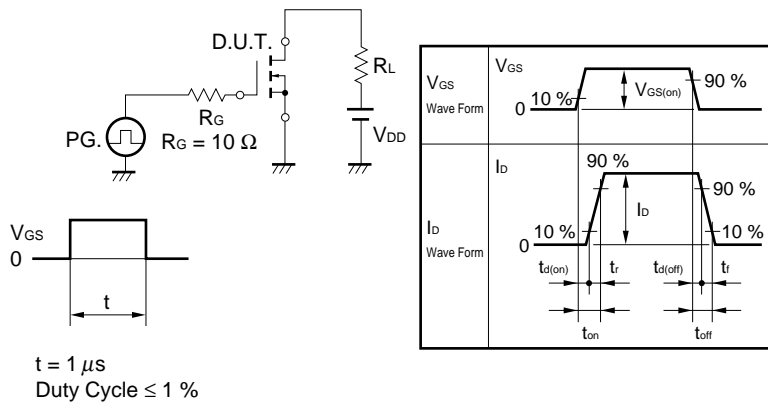 D.U.T.
RL
PG.
RG
RG = 10 Ω
VDD
VGS
0
t
t = 1 μs
Duty Cycle ≤ 1 %
VGS
Wave Form
VGS
10 %
0
VGS(on)
90 %
ID
Wave Form
ID
90 %
90 %
10 %
ID
10 %
0
td(on)
tr
td(off)
tf
ton
toff